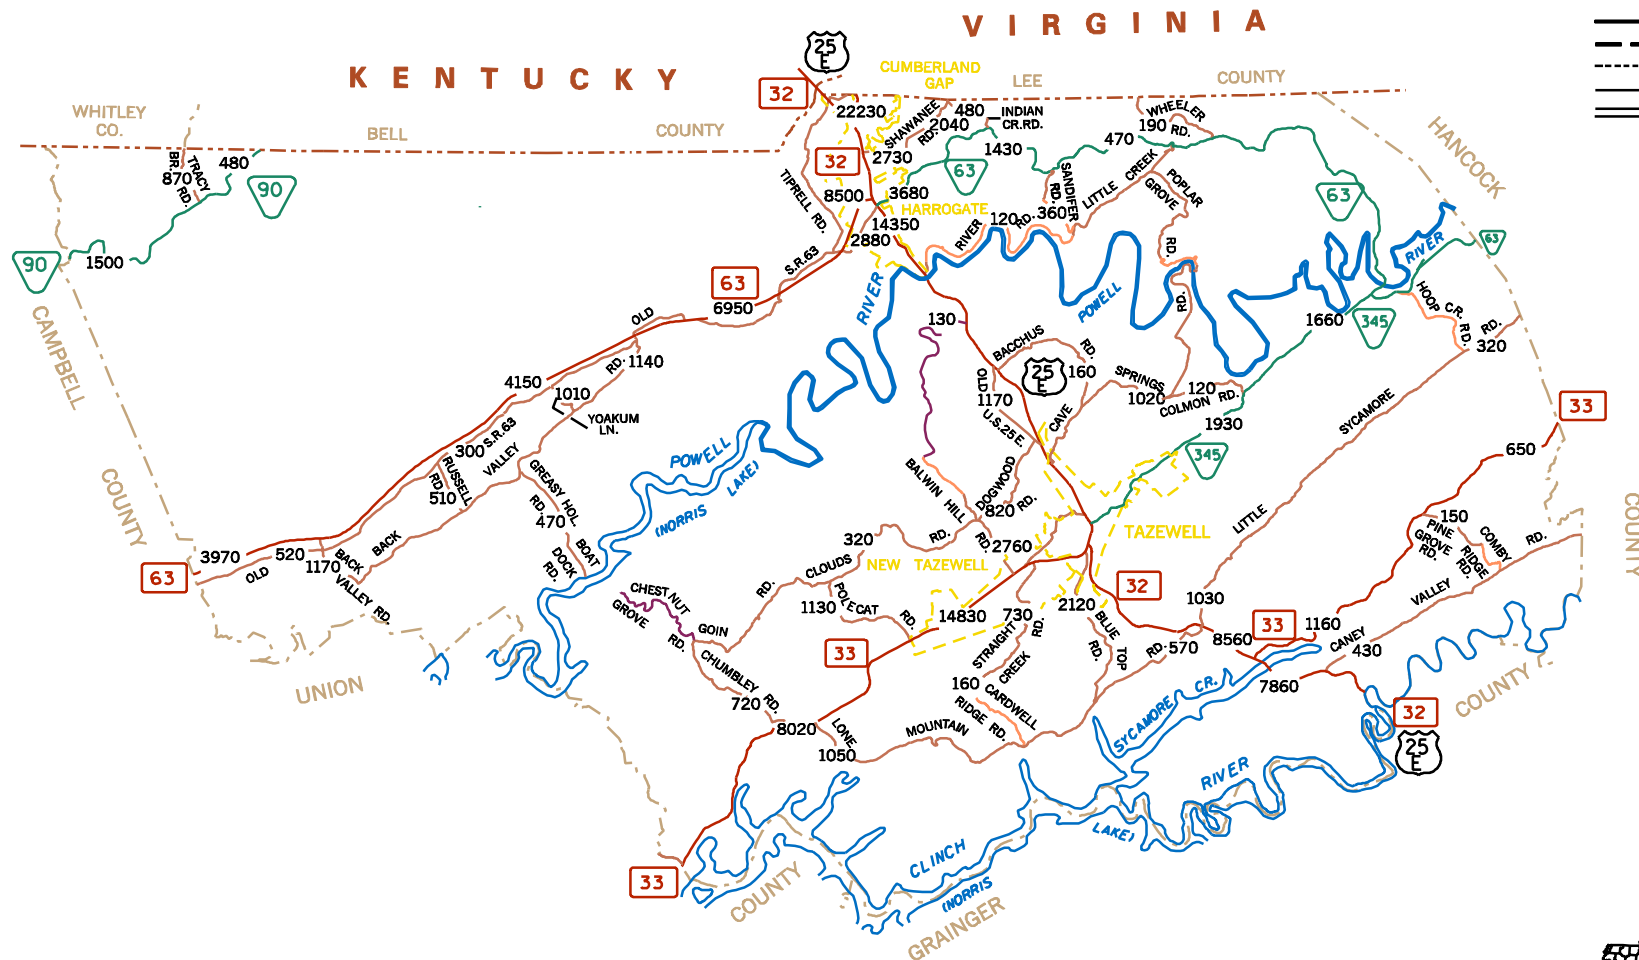 VIRGINIA
KENTUCKY
25
E
32
CUMBERLAND
GAP
LEE
COUNTY
WHITLEY
CO.
BELL
COUNTY
HANCOCK
22230
SHAWANEE
RD.
480
2040
INDIAN
CR.RD.
WHEELER
RD.
190
470
TRACY
BR.
RD.
870
480
90
32
2730
63
1430
SANDIFER
RD.
LITTLE CREEK
POPLAR
GROVE
RD.
63
TIPRELL RD.
8500
3680
HARROGATE
14350
2880
RIVER
120
RD.
360
90
1500
S.R.63
63
6950
RIVER
POWELL
RD.
RIVER
63
HOOP CR. RD.
345
1660
RD.
320
CAMPBELL
COUNTY
OLD
130
BACCHUS
RD.
25
E
160
RD.
1140
4150
1010
YOAKUM
LN.
OLD
1170
U.S.25E
CAVE
SPRINGS
1020
120
COLMON RD.
1930
SYCAMORE
33
300
S.R.63
VALLEY
RUSSELL
RD.
510
GREASY HOL
RD.
470
POWELL
(NORRIS
LAKE)
BALWIN HILL
RD.
DOGWOOD
RD.
820
345
650
3970
63
OLD
520
1170
BACK
VALLEY RD.
BACK
BOAT
DOCK
RD.
320
RD.
CLOUDS
RD.
2760
NEW TAZEWELL
TAZEWELL
LITTLE
150
PINE
GROVE
RD.
COMBY
RIDGE
RD.
RD.
VALLEY
COUNTY
CHESTNUT
GROVE
RD.
GOIN
1130
POLECAT
RD.
14830
730
RD.
2120
32
1030
BLUE
TOP
RD.
33
1160
8560
570
RD.
CANEY
430
UNION
CHUMBLEY RD.
720
33
STRAIGHT
CREEK
160
CARDWELL
RIDGE RD.
SYCAMORE CR.
7860
32
25
E
COUNTY
8020
LONE
1050
MOUNTAIN
RIVER
LAKE)
33
COUNTY
CLINCH
(NORRIS
GRAINGER